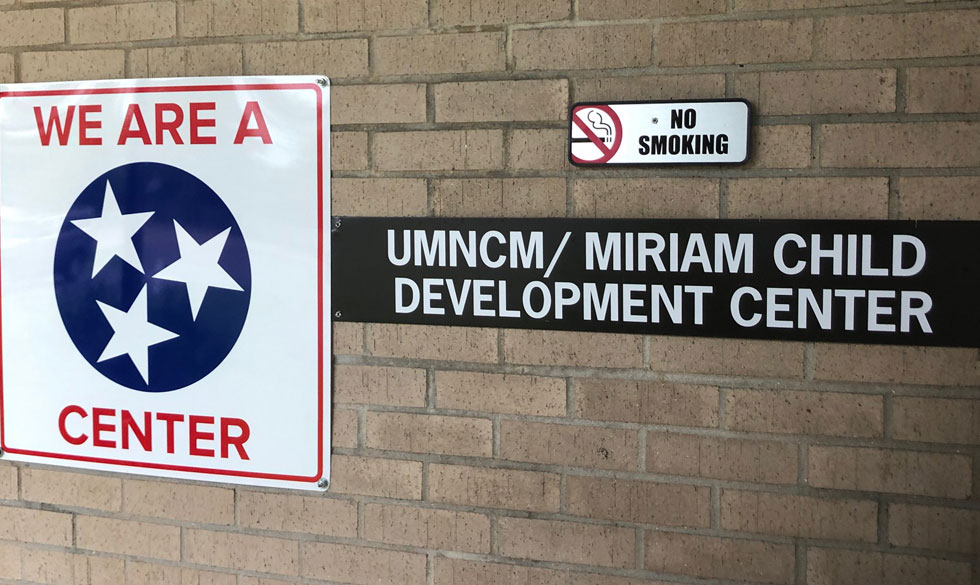 WE ARE A
CENTER
NO
SMOKING
UMNCM/ MIRIAM CHILD
DEVELOPMENT CENTER